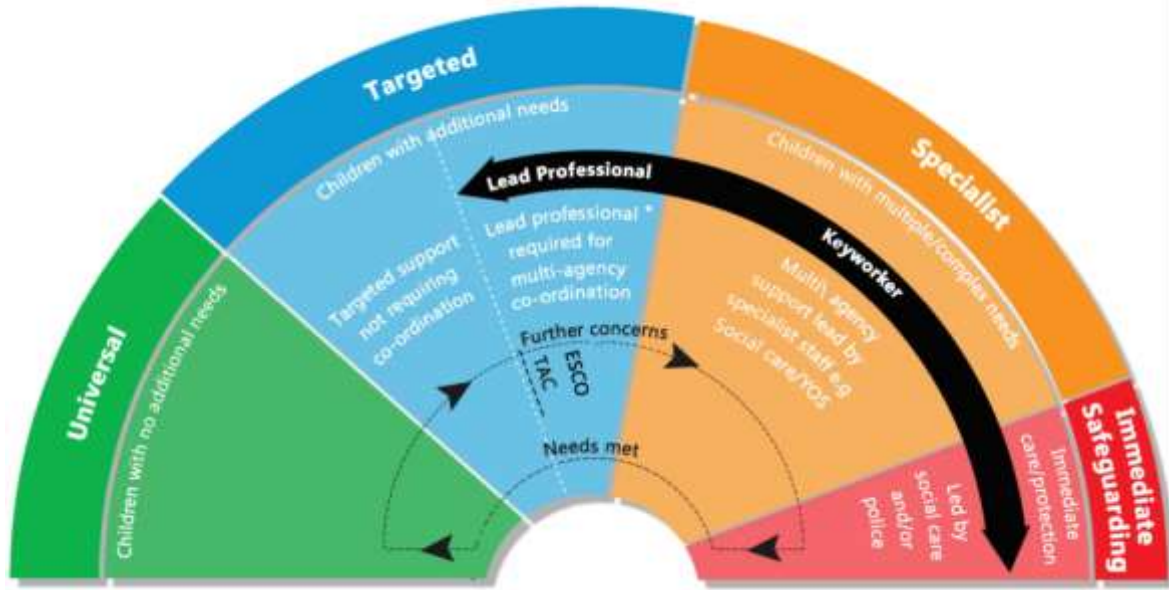 Universal
Children with no additional needs
Targeted
Children with additional needs
Targeted support
not requiring
co-ordination
Lead Professional
Lead professional *
required for
multi-agency
co-ordination
Further concerns
TAC
ESCO
Needs met
Specialist
Children with multiple/complex needs
Keyworker
Multh agency
support lead by
specialist staff e.g
Social care/YOS
Immediate
Safeguarding
Immediate
care/protection
Led by
social care
and/or
police